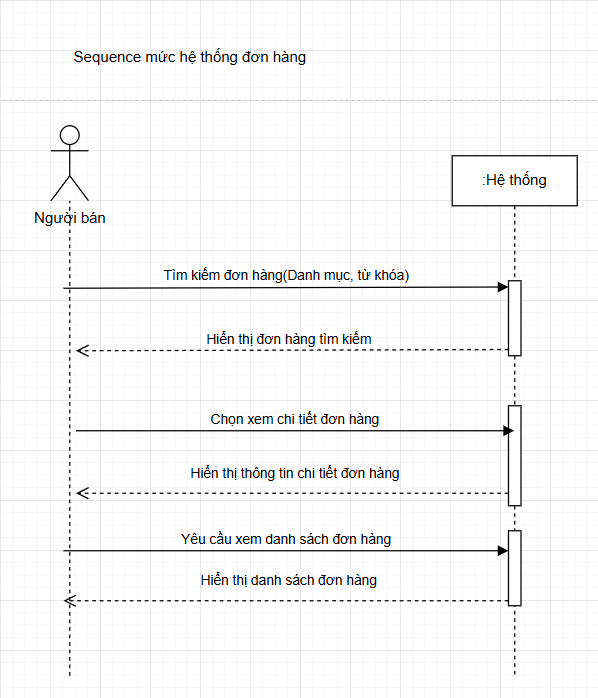 Sequence mức hệ thống đơn hàng
:Hệ thống
Người bán
Tìm kiếm đơn hàng(Danh mục, từ khóa)
Hiển thị đơn hàng tìm kiếm
Chọn xem chi tiết đơn hàng
Hiển thị thông tin chi tiết đơn hàng
Yêu cầu xem danh sách đơn hàng
Hiển thị danh sách đơn hàng